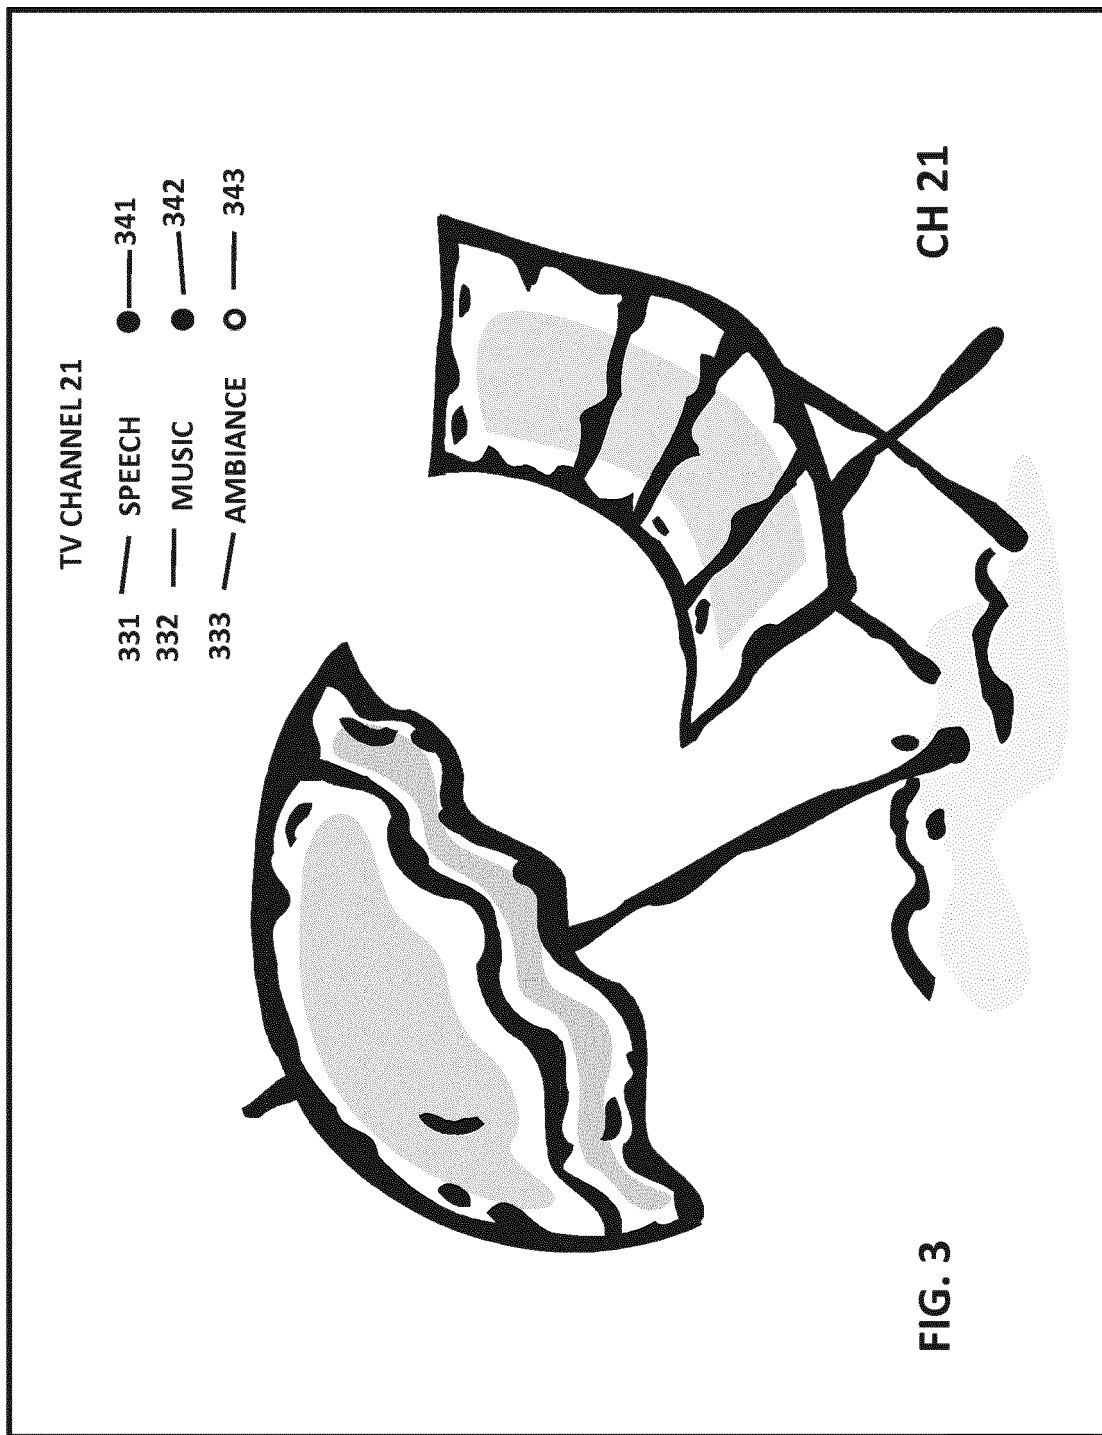 TV CHANNEL 21
331 SPEECH 341
332 MUSIC 342
333 AMBIANCE 343
FIG. 3 CH 21